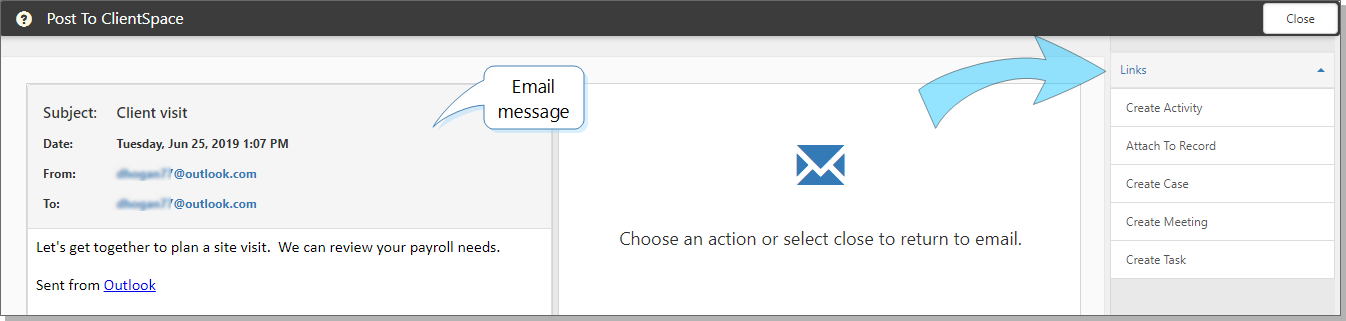 ? Post To ClientSpace
Close
Email
message
Subject: Client visit
Date: Tuesday, Jun 25, 2019 1:07 PM
From: @outlook.com
To: @outlook.com
Let's get together to plan a site visit. We can review your payroll needs.
Sent from Outlook
Choose an action or select close to return to email.
Links
Create Activity
Attach To Record
Create Case
Create Meeting
Create Task